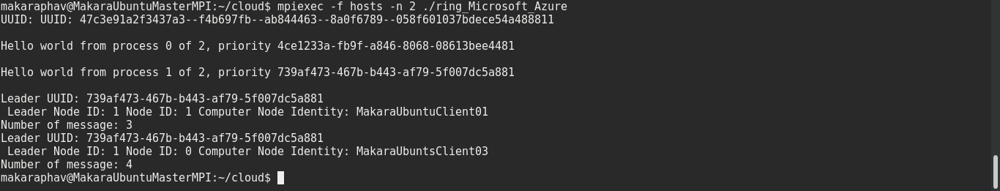 makaraphav@MakaraUbuntuMasterMPI:~/cloud$ mpiexec -f hosts -n 2 ./ring_Microsoft_Azure
UUID: UUID: 47c3e91a2f3437a3--f4b697fb--ab844463--8a0f6789--058f601037bdece54a488811
Hello world from process 0 of 2, priority 4ce1233a-fb9f-a846-8068-08613bee4481
Hello world from process 1 of 2, priority 739af473-467b-b443-af79-5f007dc5a881
Leader UUID: 739af473-467b-b443-af79-5f007dc5a881
Leader Node ID: 1 Node ID: 1 Computer Node Identity: MakaraUbuntuClient01
Number of message: 3
Leader UUID: 739af473-467b-b443-af79-5f007dc5a881
Leader Node ID: 1 Node ID: 0 Computer Node Identity: MakaraUbuntsClient03
Number of message: 4
makaraphav@MakaraUbuntuMasterMPI:~/cloud$